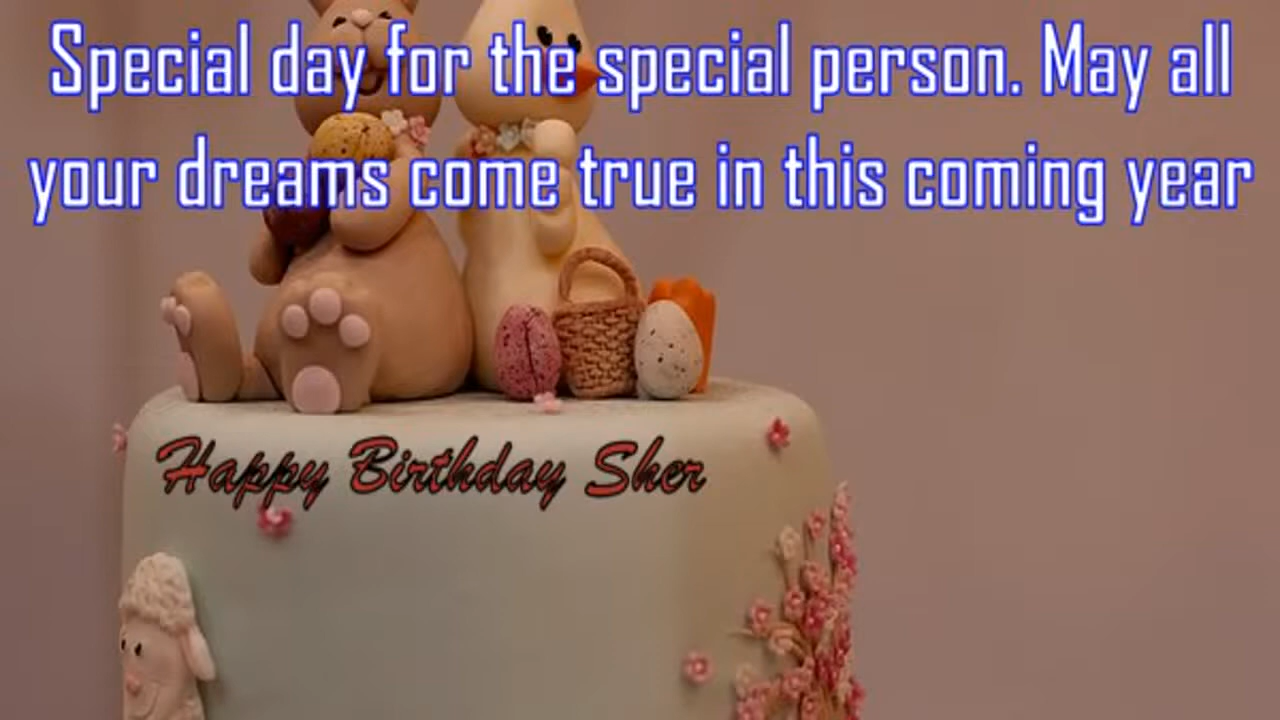 Special day for the special person. May all
your dreams come true in this coming year
Happy Birthday Sher